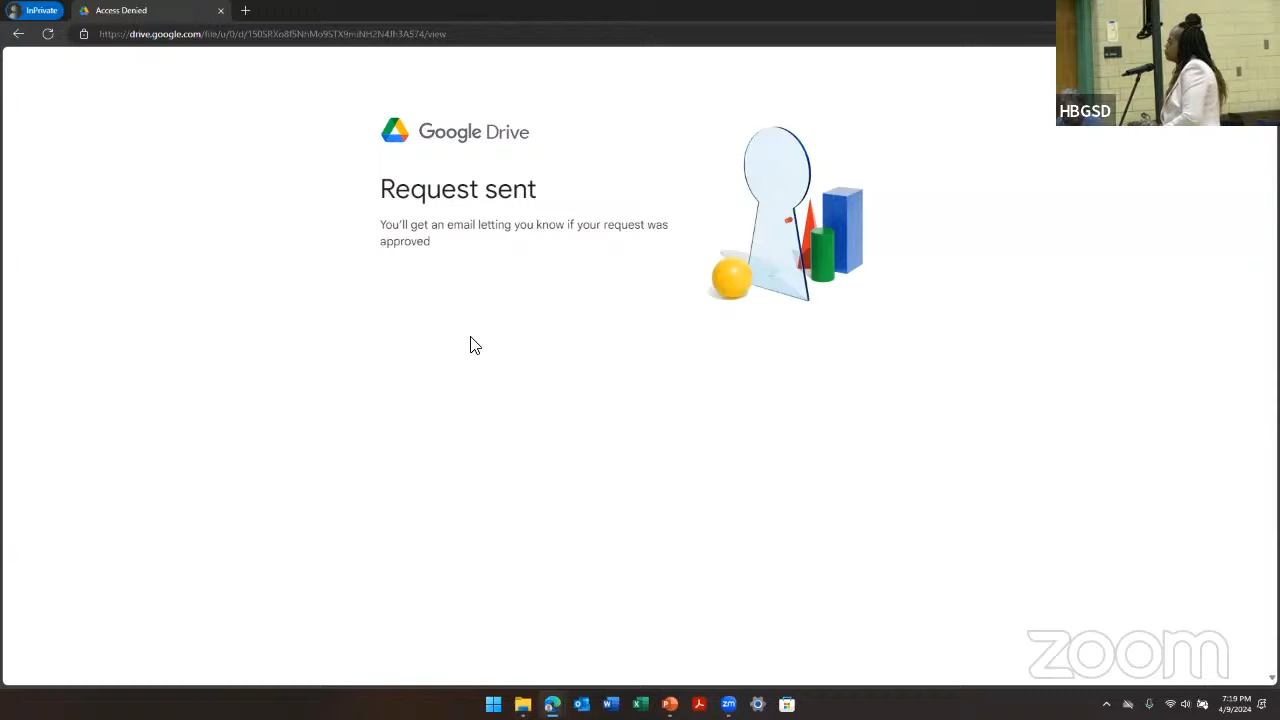 InPrivate
Access Denied
HBGSD
Google Drive
Request sent
You'll get an email letting you know if your request was
approved
zoom
7:19 PM
4/9/2024